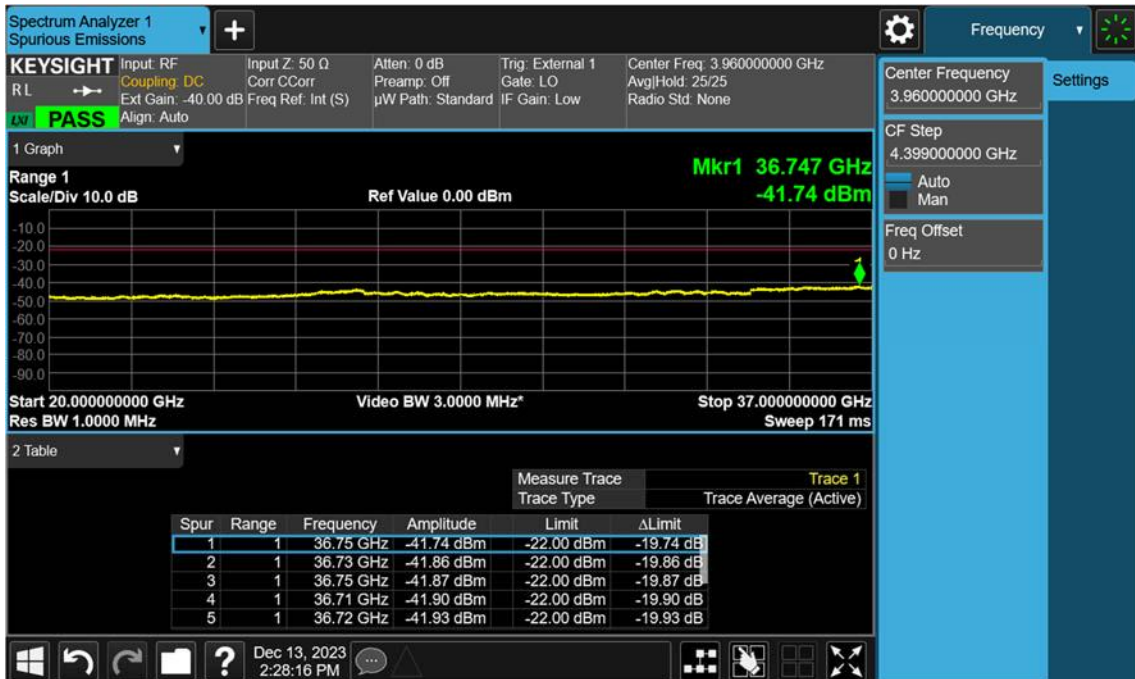 Spectrum Analyzer 1
Spurious Emissions
+
Frequency
KEYSIGHT
RL
LXI PASS
Input: RF
Coupling: DC
Ext Gain: -40.00 dB
Align: Auto
Input Z: 50 Ω
Corr CCorr
Freq Ref: Int (S)
Atten: 0 dB
Preamp: Off
µW Path: Standard
Trig: External 1
Gate: LO
IF Gain: Low
Center Freq: 3.960000000 GHz
Avg|Hold: 25/25
Radio Std: None
Center Frequency
3.960000000 GHz
Settings
CF Step
4.399000000 GHz
Auto
Man
Freq Offset
0 Hz
1 Graph
Range 1
Scale/Div 10.0 dB
Ref Value 0.00 dBm
Mkr1 36.747 GHz
-41.74 dBm
-10.0
-20.0
-30.0
-40.0
-50.0
-60.0
-70.0
-80.0
-90.0
1
Start 20.000000000 GHz
Video BW 3.0000 MHz*
Stop 37.000000000 GHz
Res BW 1.0000 MHz
Sweep 171 ms
2 Table
Measure Trace Trace 1
Trace Type Trace Average (Active)
Spur Range Frequency Amplitude Limit ΔLimit
1 1 36.75 GHz -41.74 dBm -22.00 dBm -19.74 dB
2 1 36.73 GHz -41.86 dBm -22.00 dBm -19.86 dB
3 1 36.75 GHz -41.87 dBm -22.00 dBm -19.87 dB
4 1 36.71 GHz -41.90 dBm -22.00 dBm -19.90 dB
5 1 36.72 GHz -41.93 dBm -22.00 dBm -19.93 dB
?
Dec 13, 2023
2:28:16 PM